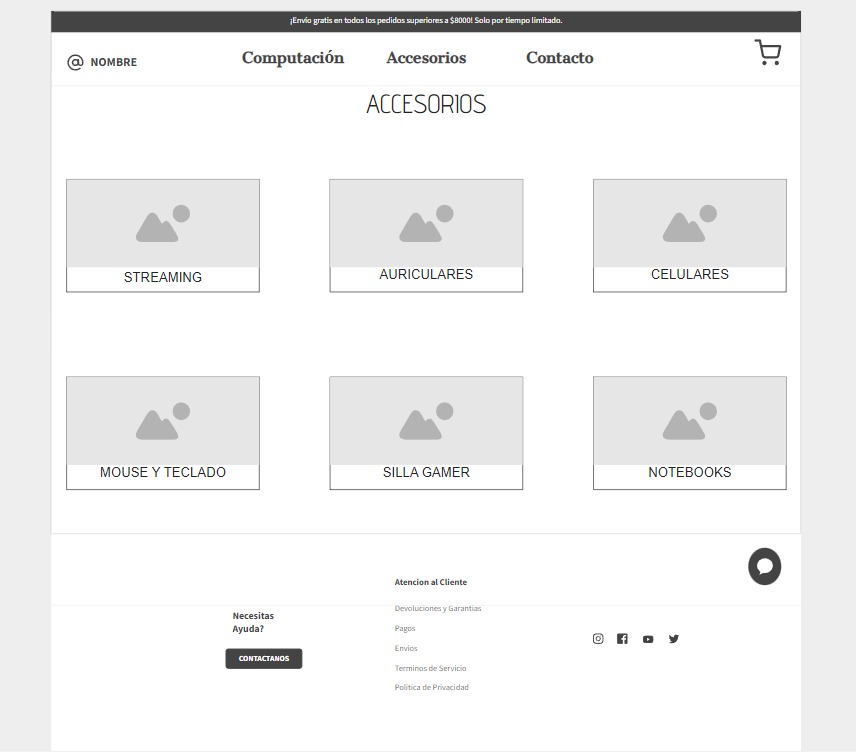 ¡Envío gratis en todos los pedidos superiores a $8000! Solo por tiempo limitado.
@ NOMBRE
Computación
Accesorios
Contacto
ACCESORIOS
STREAMING
AURICULARES
CELULARES
MOUSE Y TECLADO
SILLA GAMER
NOTEBOOKS
Necesitas
Ayuda?
CONTACTANOS
Atencion al Cliente
Devoluciones y Garantias
Pagos
Envios
Terminos de Servicio
Politica de Privacidad